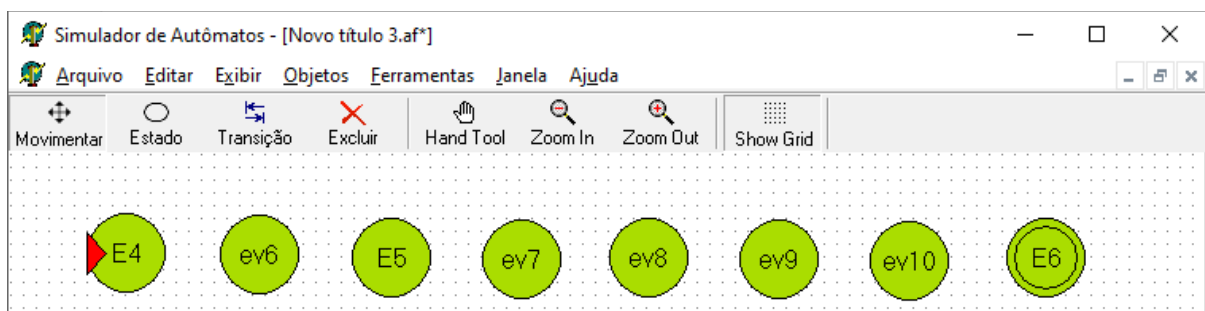 Simulador de Autômatos - [Novo título 3.af*]
Arquivo Editar Exibir Objetos Ferramentas Janela Ajuda
Movimentar Estado Transição Excluir Hand Tool Zoom In Zoom Out Show Grid
E4 ev6 E5 ev7 ev8 ev9 ev10 E6